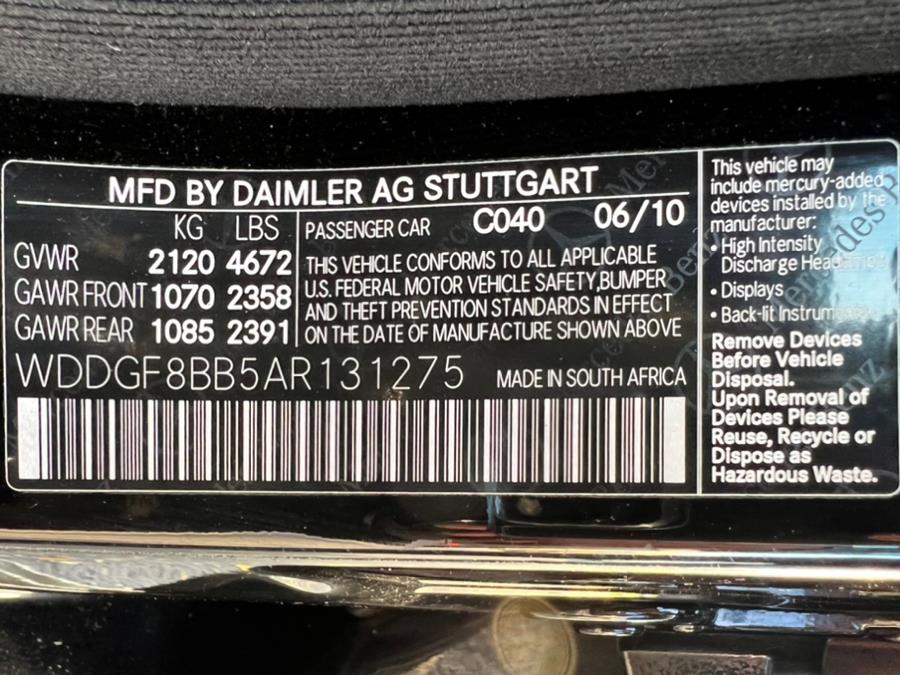 MFD BY DAIMLER AG STUTTGART
KG LBS
GVWR 2120 4672
GAWR FRONT 1070 2358
GAWR REAR 1085 2391
PASSENGER CAR C040 06/10
THIS VEHICLE CONFORMS TO ALL APPLICABLE
U.S. FEDERAL MOTOR VEHICLE SAFETY,BUMPER
AND THEFT PREVENTION STANDARDS IN EFFECT
ON THE DATE OF MANUFACTURE SHOWN ABOVE
WDDGF8BB5AR131275 MADE IN SOUTH AFRICA
This vehicle may
include mercury-added
devices installed by the
manufacturer:
• High Intensity
Discharge Headlamps
• Displays
• Back-lit Instruments
Remove Devices
Before Vehicle
Disposal.
Upon Removal of
Devices Please
Reuse, Recycle or
Dispose as
Hazardous Waste.